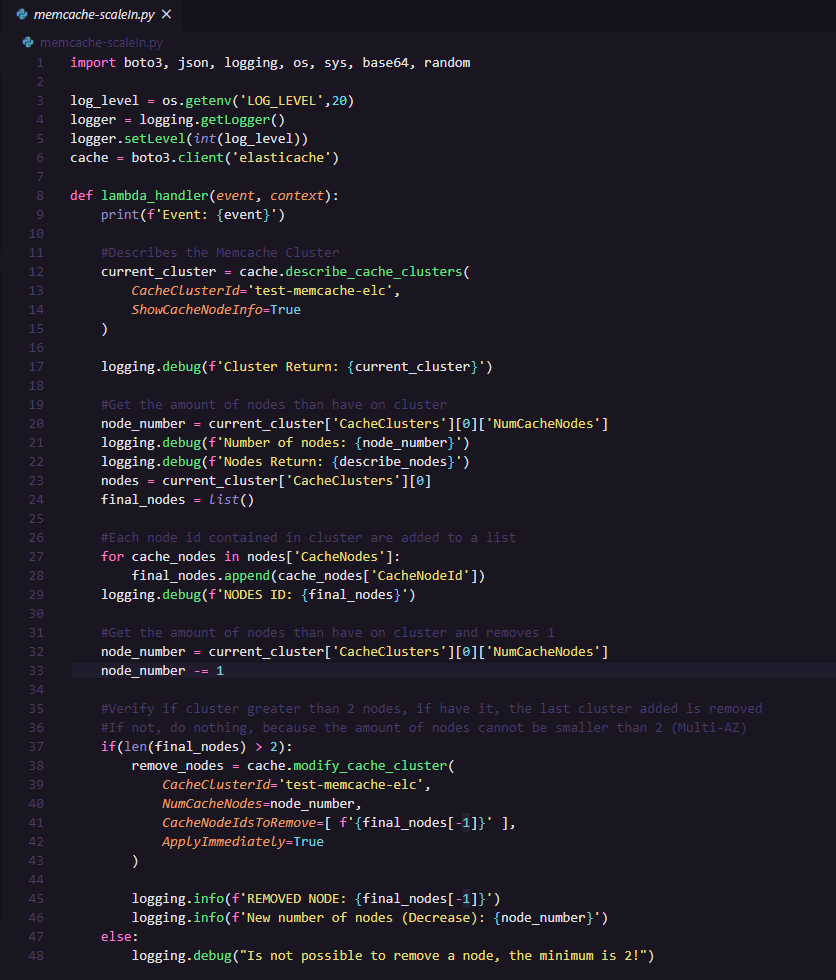 memcache-scaleIn.py ×
memcache-scaleIn.py
1 import boto3, json, logging, os, sys, base64, random
2
3 log_level = os.getenv('LOG_LEVEL',20)
4 logger = logging.getLogger()
5 logger.setLevel(int(log_level))
6 cache = boto3.client('elasticache')
7
8 def lambda_handler(event, context):
9     print(f'Event: {event}')
10
11     #Describes the Memcache Cluster
12     current_cluster = cache.describe_cache_clusters(
13         CacheClusterId='test-memcache-elc',
14         ShowCacheNodeInfo=True
15     )
16
17     logging.debug(f'Cluster Return: {current_cluster}')
18
19     #Get the amount of nodes than have on cluster
20     node_number = current_cluster['CacheClusters'][0]['NumCacheNodes']
21     logging.debug(f'Number of nodes: {node_number}')
22     logging.debug(f'Nodes Return: {describe_nodes}')
23     nodes = current_cluster['CacheClusters'][0]
24     final_nodes = list()
25
26     #Each node id contained in cluster are added to a list
27     for cache_nodes in nodes['CacheNodes']:
28         final_nodes.append(cache_nodes['CacheNodeId'])
29     logging.debug(f'NODES ID: {final_nodes}')
30
31     #Get the amount of nodes than have on cluster and removes 1
32     node_number = current_cluster['CacheClusters'][0]['NumCacheNodes']
33     node_number -= 1
34
35     #Verify if cluster greater than 2 nodes, if have it, the last cluster added is removed
36     #If not, do nothing, because the amount of nodes cannot be smaller than 2 (Multi-AZ)
37     if(len(final_nodes) > 2):
38         remove_nodes = cache.modify_cache_cluster(
39             CacheClusterId='test-memcache-elc',
40             NumCacheNodes=node_number,
41             CacheNodeIdsToRemove=[ f'{final_nodes[-1]}' ],
42             ApplyImmediately=True
43         )
44
45         logging.info(f'REMOVED NODE: {final_nodes[-1]}')
46         logging.info(f'New number of nodes (Decrease): {node_number}')
47     else:
48         logging.debug("Is not possible to remove a node, the minimum is 2!")